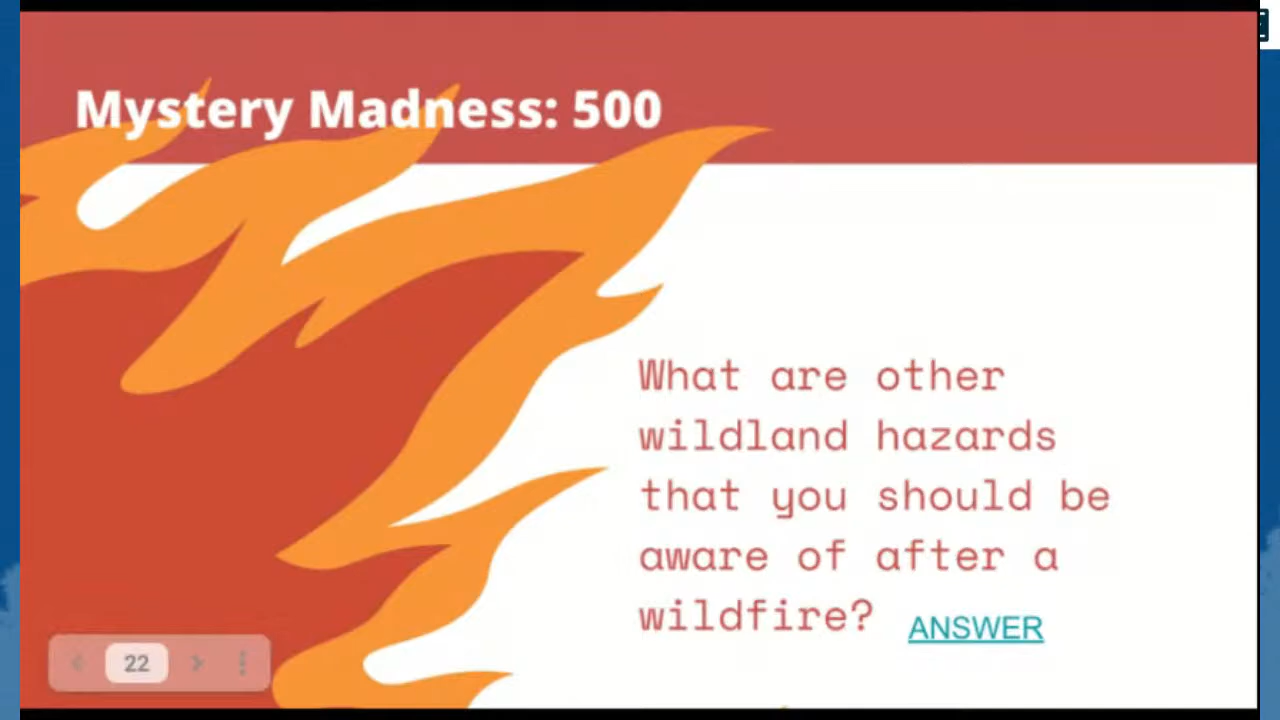 Mystery Madness: 500
What are other
wildland hazards
that you should be
aware of after a
wildfire? ANSWER
22